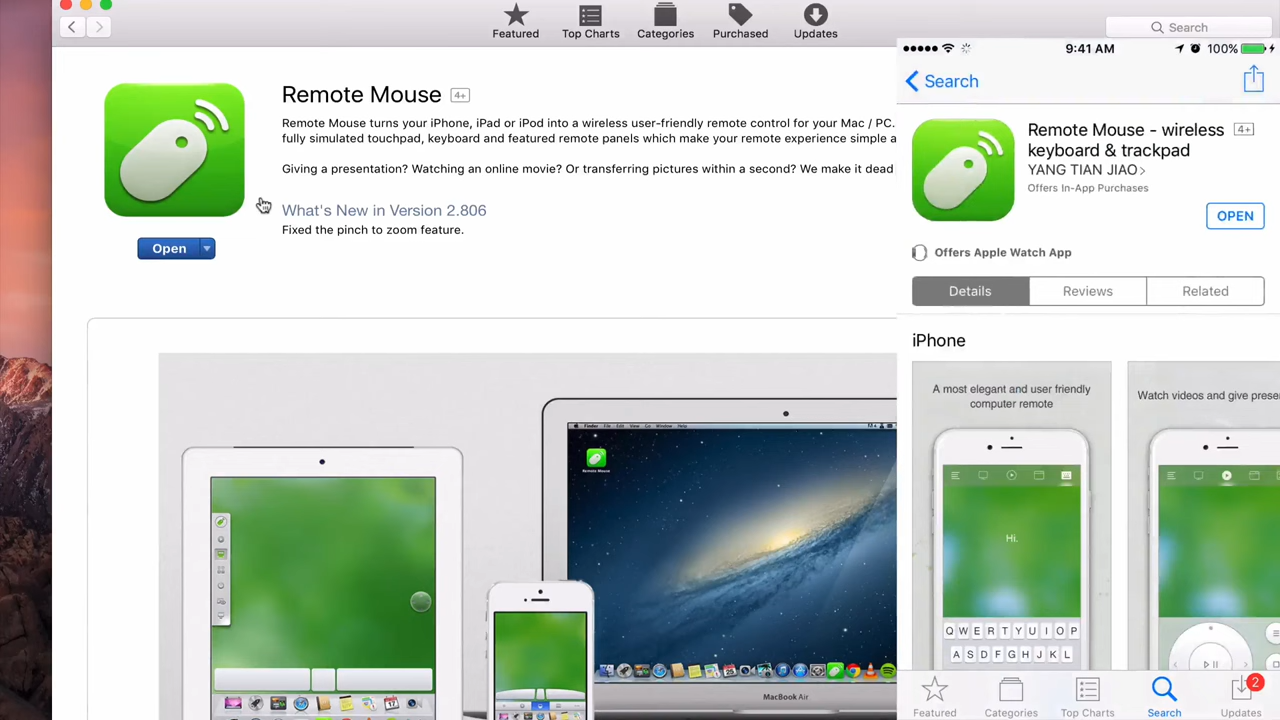 Featured
Top Charts
Categories
Purchased
Updates
Search
Remote Mouse 4+
Remote Mouse turns your iPhone, iPad or iPod into a wireless user-friendly remote control for your Mac / PC.
fully simulated touchpad, keyboard and featured remote panels which make your remote experience simple a
Giving a presentation? Watching an online movie? Or transferring pictures within a second? We make it dead
What's New in Version 2.806
Fixed the pinch to zoom feature.
Open
Remote Mouse
MacBook Air
9:41 AM
100%
Search
Remote Mouse - wireless 4+
keyboard & trackpad
YANG TIAN JIAO
Offers In-App Purchases
OPEN
Offers Apple Watch App
Details
Reviews
Related
iPhone
A most elegant and user friendly
computer remote
Watch videos and give prese
Hi.
Q W E R T Y U I O P
A S D F G H J K L
Featured
Categories
Top Charts
Search
Updates
2